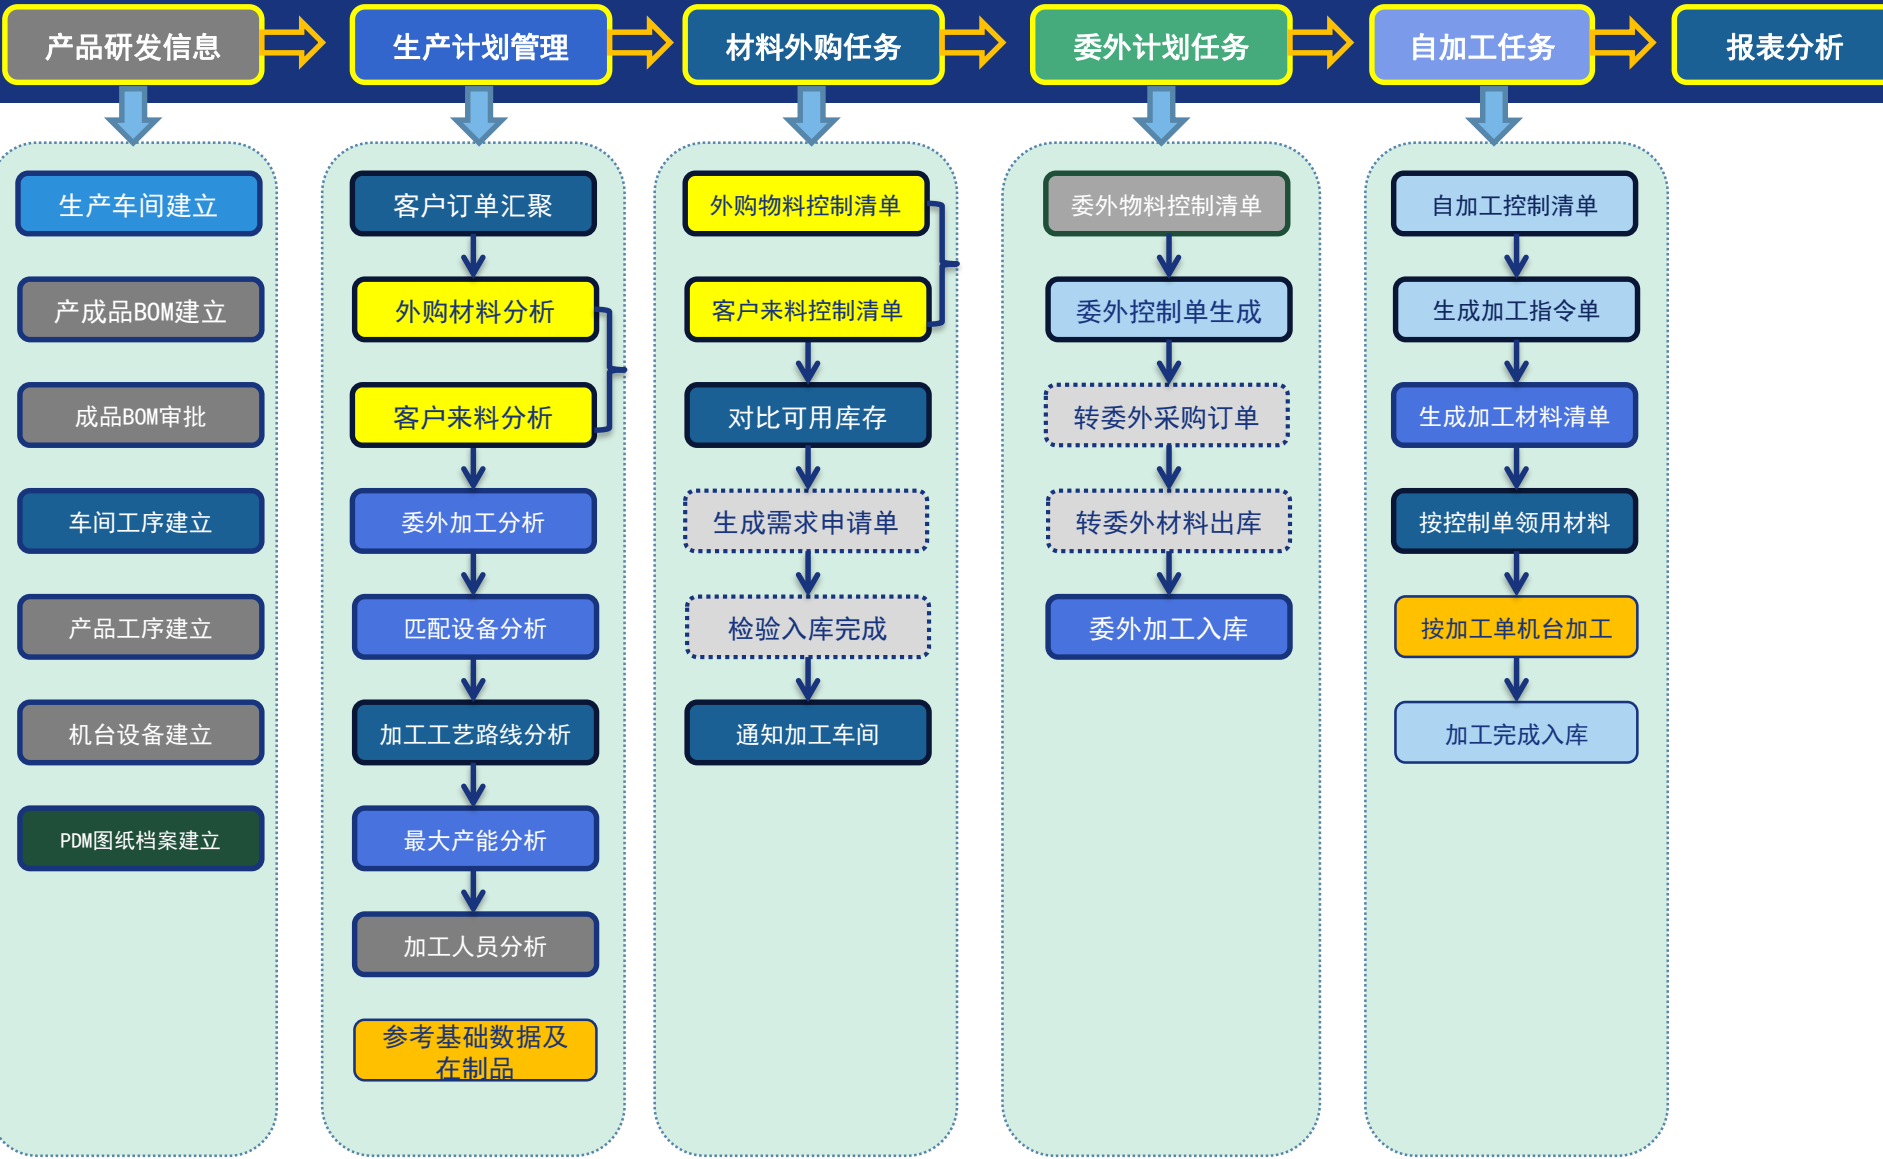 产品研发信息
生产计划管理
材料外购任务
委外计划任务
自加工任务
报表分析
生产车间建立
产成品BOM建立
成品BOM审批
车间工序建立
产品工序建立
机台设备建立
PDM图纸档案建立
客户订单汇聚
外购材料分析
客户来料分析
委外加工分析
匹配设备分析
加工工艺路线分析
最大产能分析
加工人员分析
参考基础数据及
在制品
外购物料控制清单
客户来料控制清单
对比可用库存
生成需求申请单
检验入库完成
通知加工车间
委外物料控制清单
委外控制单生成
转委外采购订单
转委外材料出库
委外加工入库
自加工控制清单
生成加工指令单
生成加工材料清单
按控制单领用材料
按加工单机台加工
加工完成入库